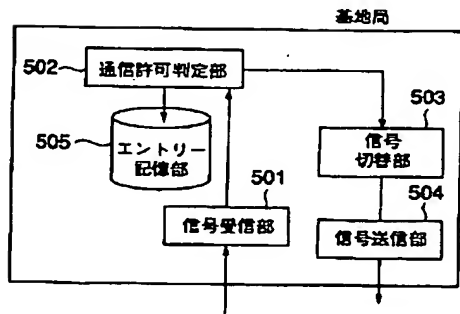 基地局
502
通信許可判定部
503
505
エントリー
記憶部
信号
切替部
501
504
信号受信部
信号送信部